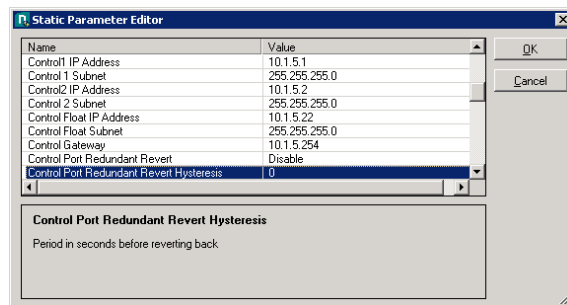 Static Parameter Editor
Name Value
Control1 IP Address 10.1.5.1
Control 1 Subnet 255.255.255.0
Control2 IP Address 10.1.5.2
Control 2 Subnet 255.255.255.0
Control Float IP Address 10.1.5.22
Control Float Subnet 255.255.255.0
Control Gateway 10.1.5.254
Control Port Redundant Revert Disable
Control Port Redundant Revert Hysteresis 0
OK
Cancel
Control Port Redundant Revert Hysteresis
Period in seconds before reverting back